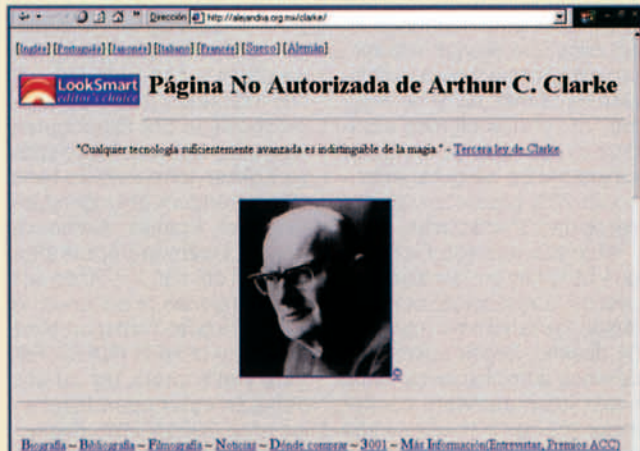 Dirección http://alejandria.org.mx/clarke/
[Inglés] [Portugués] [Japonés] [Italiano] [Francés] [Sueco] [Alemán]
LookSmart
editor's choice
Página No Autorizada de Arthur C. Clarke
"Cualquier tecnología suficientemente avanzada es indistinguible de la magia." - Tercera ley de Clarke.
Biografía ~ Bibliografía ~ Filmografía ~ Noticias ~ Dónde comprar ~ 3001 ~ Más Información(Entrevistas, Premios ACC)